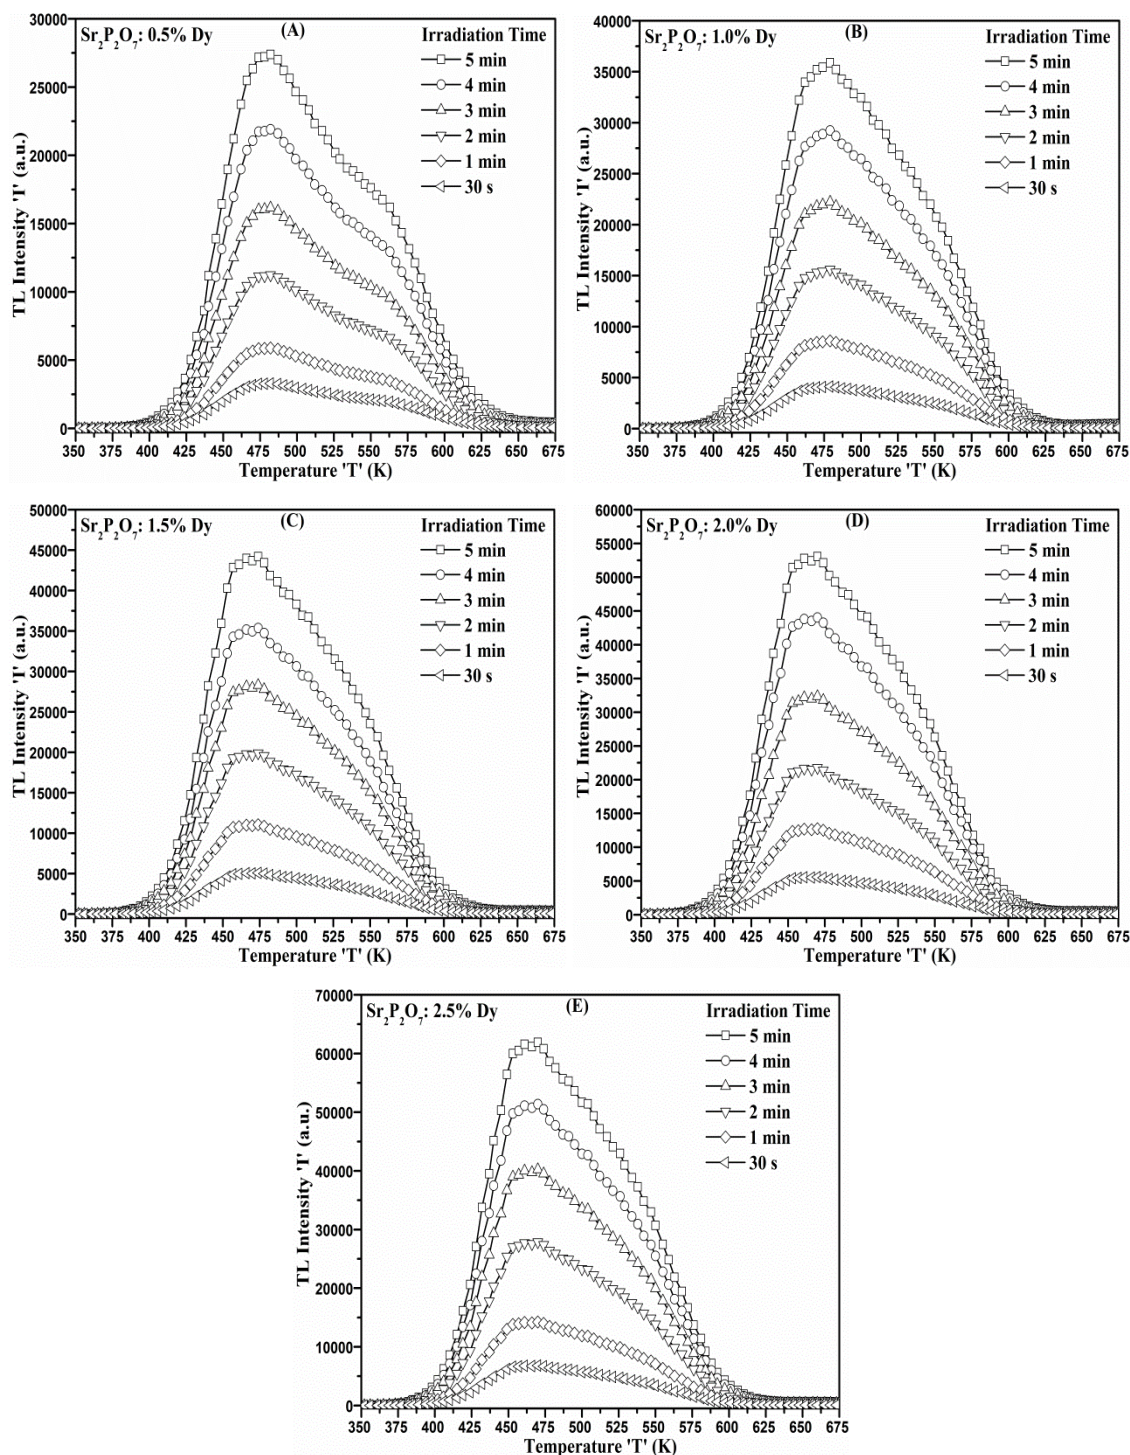 Sr₂P₂O₇: 0.5% Dy
(A)
Irradiation Time
5 min
4 min
3 min
2 min
1 min
30 s
TL Intensity 'I' (a.u.)
30000
25000
20000
15000
10000
5000
0
350 375 400 425 450 475 500 525 550 575 600 625 650 675
Temperature 'T' (K)
Sr₂P₂O₇: 1.0% Dy
(B)
Irradiation Time
5 min
4 min
3 min
2 min
1 min
30 s
TL Intensity 'I' (a.u.)
40000
35000
30000
25000
20000
15000
10000
5000
0
350 375 400 425 450 475 500 525 550 575 600 625 650 675
Temperature 'T' (K)
Sr₂P₂O₇: 1.5% Dy
(C)
Irradiation Time
5 min
4 min
3 min
2 min
1 min
30 s
TL Intensity 'I' (a.u.)
50000
45000
40000
35000
30000
25000
20000
15000
10000
5000
0
350 375 400 425 450 475 500 525 550 575 600 625 650 675
Temperature 'T' (K)
Sr₂P₂O₇: 2.0% Dy
(D)
Irradiation Time
5 min
4 min
3 min
2 min
1 min
30 s
TL Intensity 'I' (a.u.)
60000
55000
50000
45000
40000
35000
30000
25000
20000
15000
10000
5000
0
350 375 400 425 450 475 500 525 550 575 600 625 650 675
Temperature 'T' (K)
Sr₂P₂O₇: 2.5% Dy
(E)
Irradiation Time
5 min
4 min
3 min
2 min
1 min
30 s
TL Intensity 'I' (a.u.)
70000
60000
50000
40000
30000
20000
10000
0
350 375 400 425 450 475 500 525 550 575 600 625 650 675
Temperature 'T' (K)